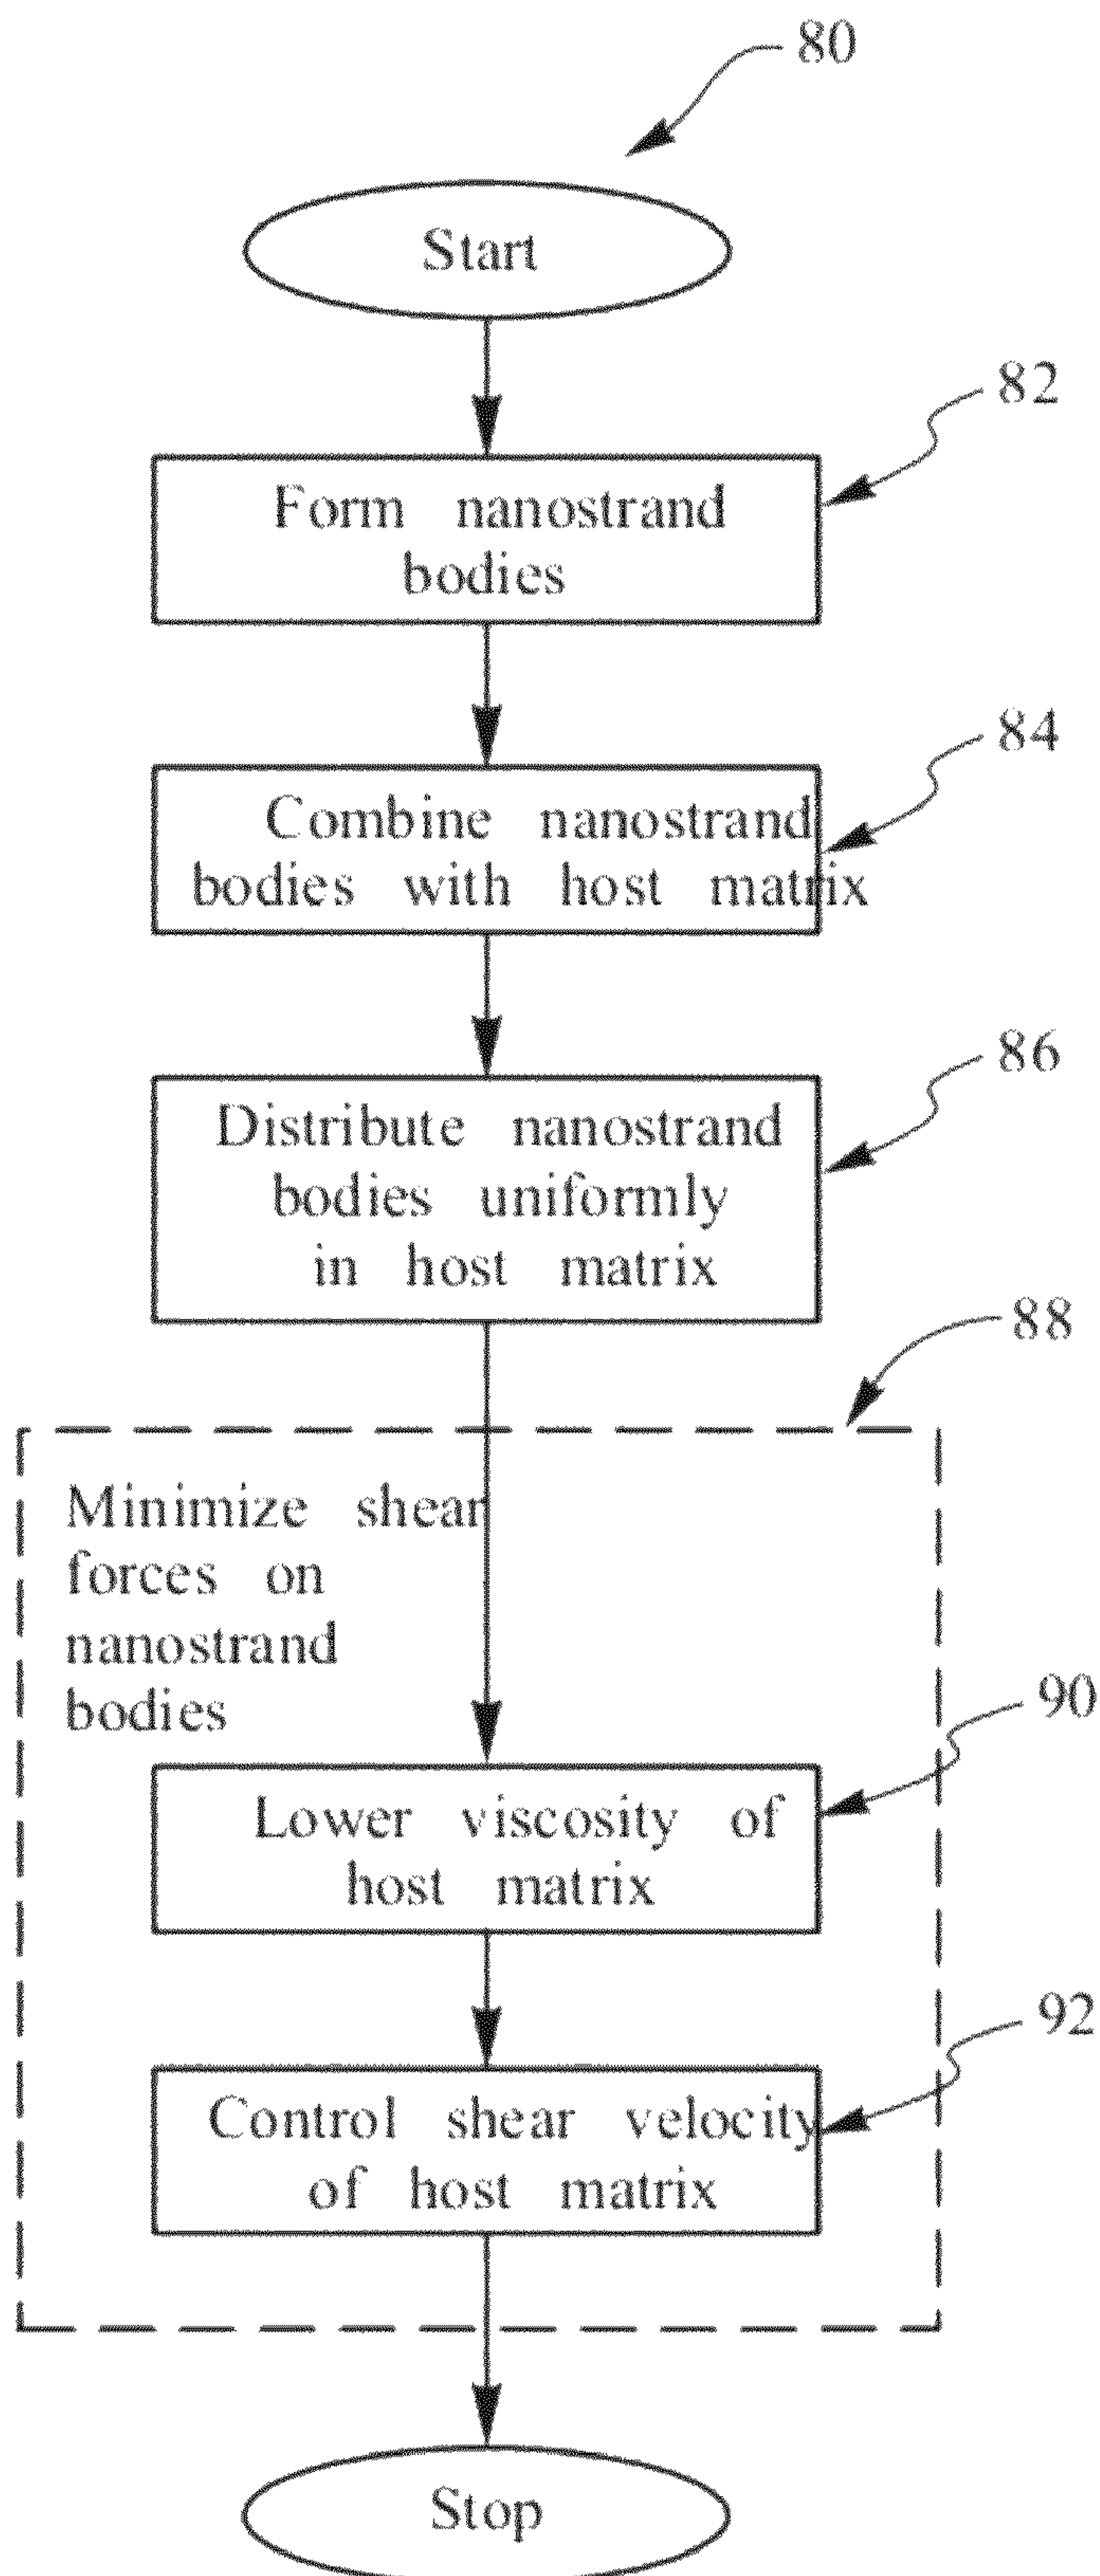 80
Start
82
Form nanostrand
bodies
84
Combine nanostrand
bodies with host matrix
86
Distribute nanostrand
bodies uniformly
in host matrix
88
Minimize shear
forces on
nanostrand
bodies
90
Lower viscosity of
host matrix
92
Control shear velocity
of host matrix
Stop